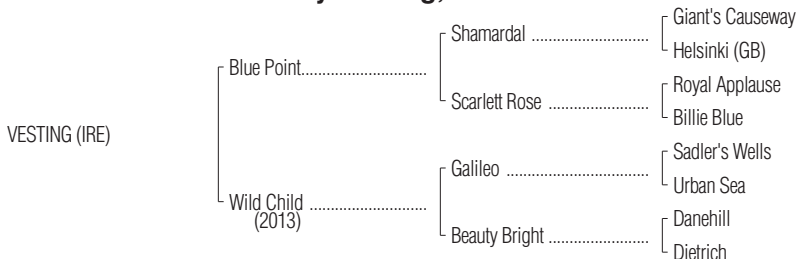 Giant's Causeway
Shamardal
Helsinki (GB)
Blue Point
Royal Applause
Scarlett Rose
Billie Blue
VESTING (IRE)
Sadler's Wells
Galileo
Urban Sea
Wild Child
(2013)
Danehill
Beauty Bright
Dietrich